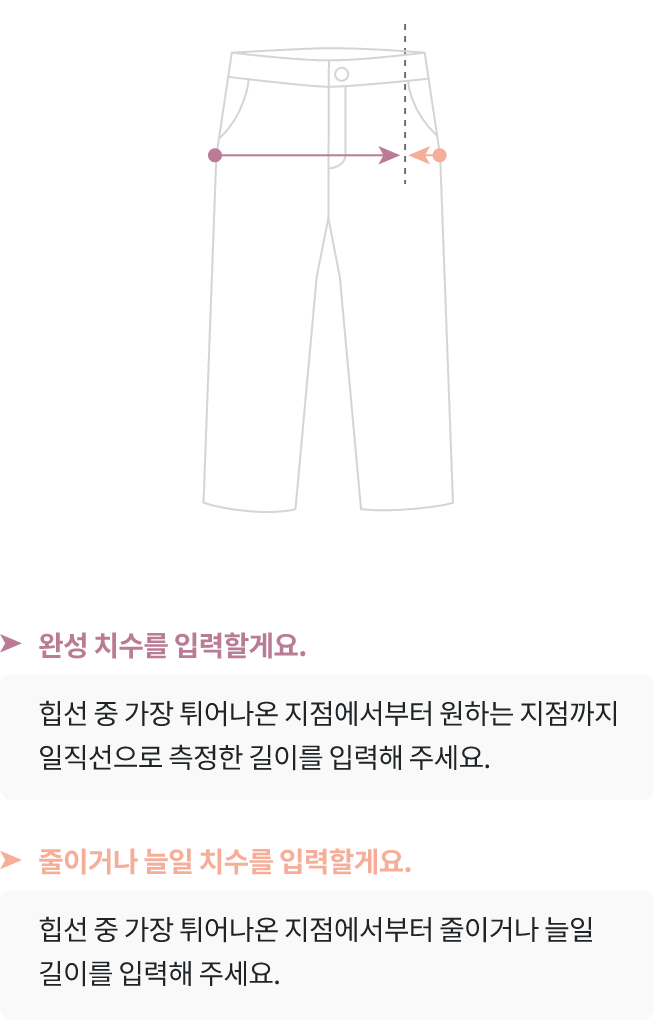 완성 치수를 입력할게요.
힙선 중 가장 튀어나온 지점에서부터 원하는 지점까지
일직선으로 측정한 길이를 입력해 주세요.
줄이거나 늘일 치수를 입력할게요.
힙선 중 가장 튀어나온 지점에서부터 줄이거나 늘일
길이를 입력해 주세요.